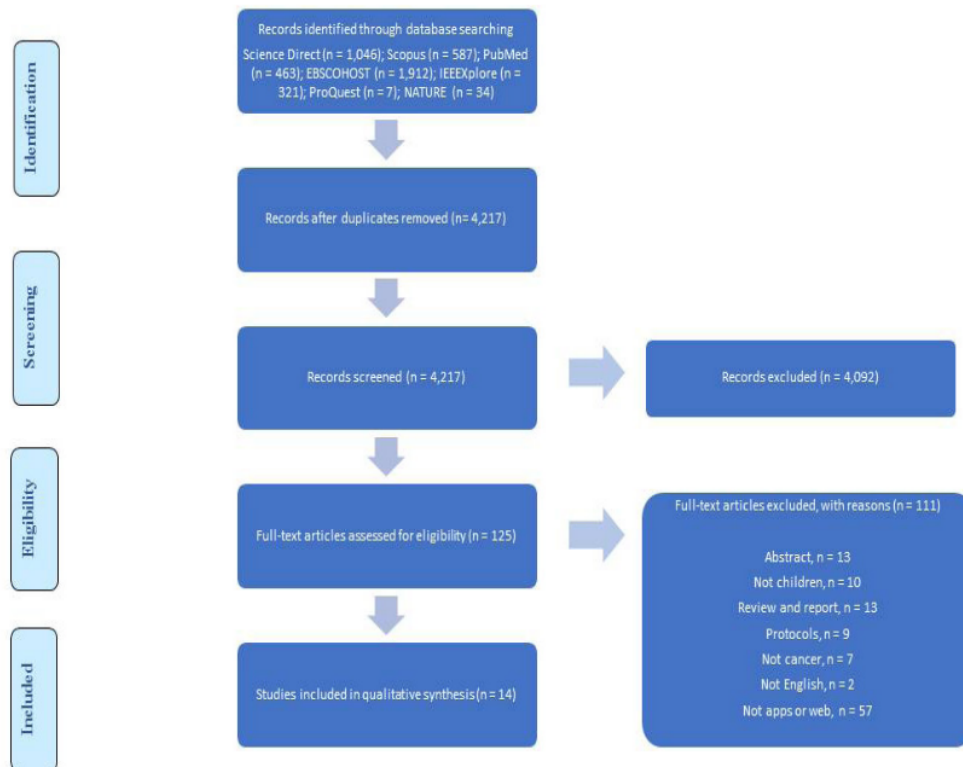 Identification
Records identified through database searching
Science Direct (n = 1,046); Scopus (n = 587); PubMed
(n = 463); EBSCOHOST (n = 1,912); IEEEXplore (n =
321); ProQuest (n = 7); NATURE (n = 34)
Records after duplicates removed (n= 4,217)
Screening
Records screened (n = 4,217)
Records excluded (n = 4,092)
Eligibility
Full-text articles assessed for eligibility (n = 125)
Full-text articles excluded, with reasons (n = 111)
Abstract, n = 13
Not children, n = 10
Review and report, n = 13
Protocols, n = 9
Not cancer, n = 7
Not English, n = 2
Not apps or web, n = 57
Included
Studies included in qualitative synthesis (n = 14)